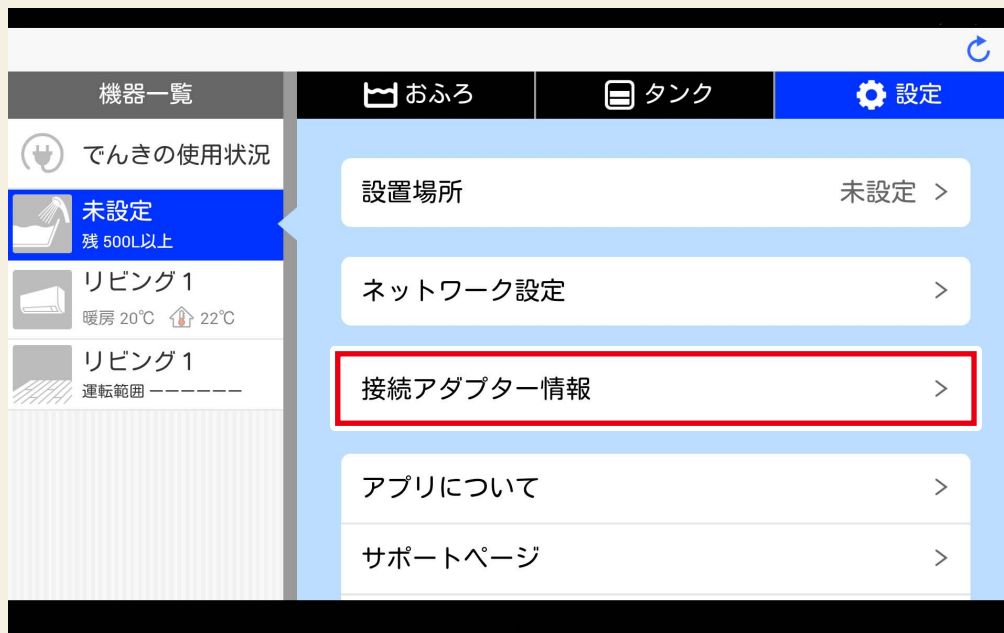 機器一覧
おふろ
タンク
設定
でんきの使用状況
未設定
残 500L以上
リビング1
暖房 20℃ 22℃
リビング1
運転範囲 ーーーーーー
設置場所
未設定 >
ネットワーク設定 >
接続アダプター情報 >
アプリについて >
サポートページ >